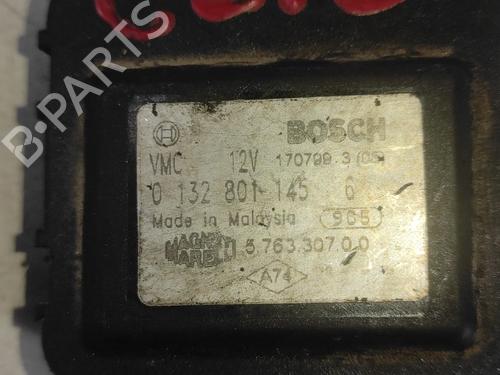 B-PARTS
BOSCH
VMC 12V 170799 3 (05)
0 132 801 145 6
Made in Malaysia 965
MAGNETI MARELLI 5.763.307.0.0
A74